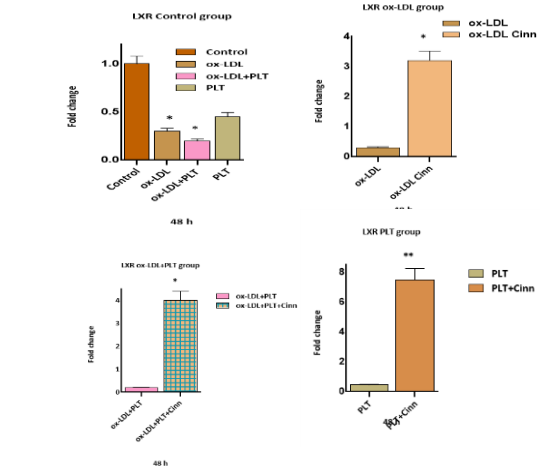 LXR Control group
Fold change
1.0
0.5
0.0
*
*
Control
ox-LDL
ox-LDL+PLT
PLT
Control
ox-LDL
ox-LDL+PLT
PLT
48 h
LXR ox-LDL group
Fold change
4
3
2
1
0
*
ox-LDL
ox-LDL Cinn
ox-LDL
ox-LDL Cinn
LXR ox-LDL+PLT group
Fold change
4
3
2
1
0
*
ox-LDL+PLT
ox-LDL+PLT+Cinn
ox-LDL+PLT
ox-LDL+PLT+Cinn
48 h
LXR PLT group
Fold change
8
6
4
2
0
**
PLT
PLT+Cinn
PLT
PLT+Cinn
48 h